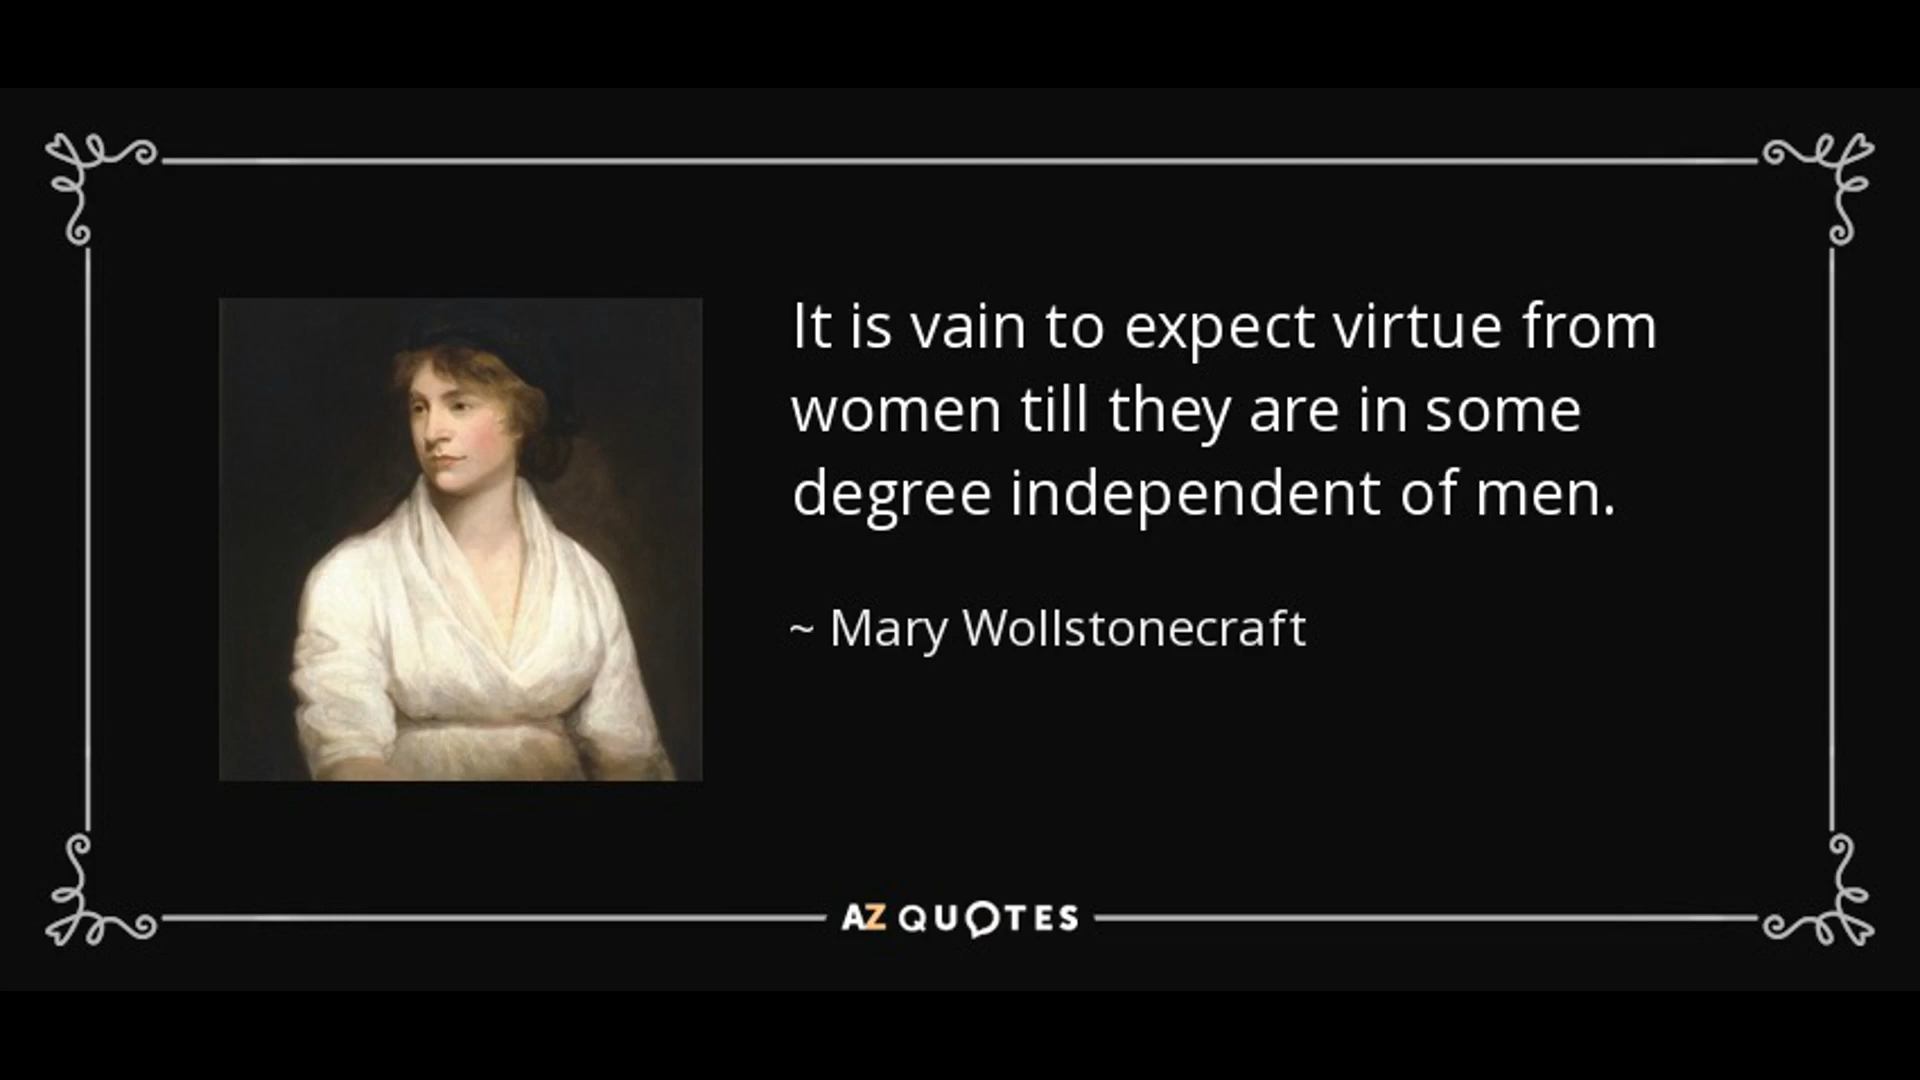 It is vain to expect virtue from
women till they are in some
degree independent of men.
~ Mary Wollstonecraft
AZ QUOTES